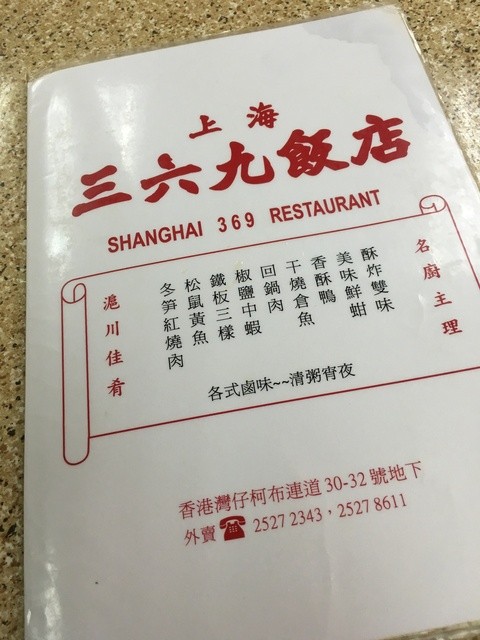 上海
三六九飯店
SHANGHAI 369 RESTAURANT
名廚主理
酥炸雙味
美味鮮蚶
香酥鴨
干燒倉魚
回鍋肉
椒鹽中蝦
鐵板三樣
松鼠黃魚
冬笋紅燒肉
滬川佳肴
各式鹵味~~清粥宵夜
香港灣仔柯布連道30-32號地下
外賣☎ 2527 2343，2527 8611